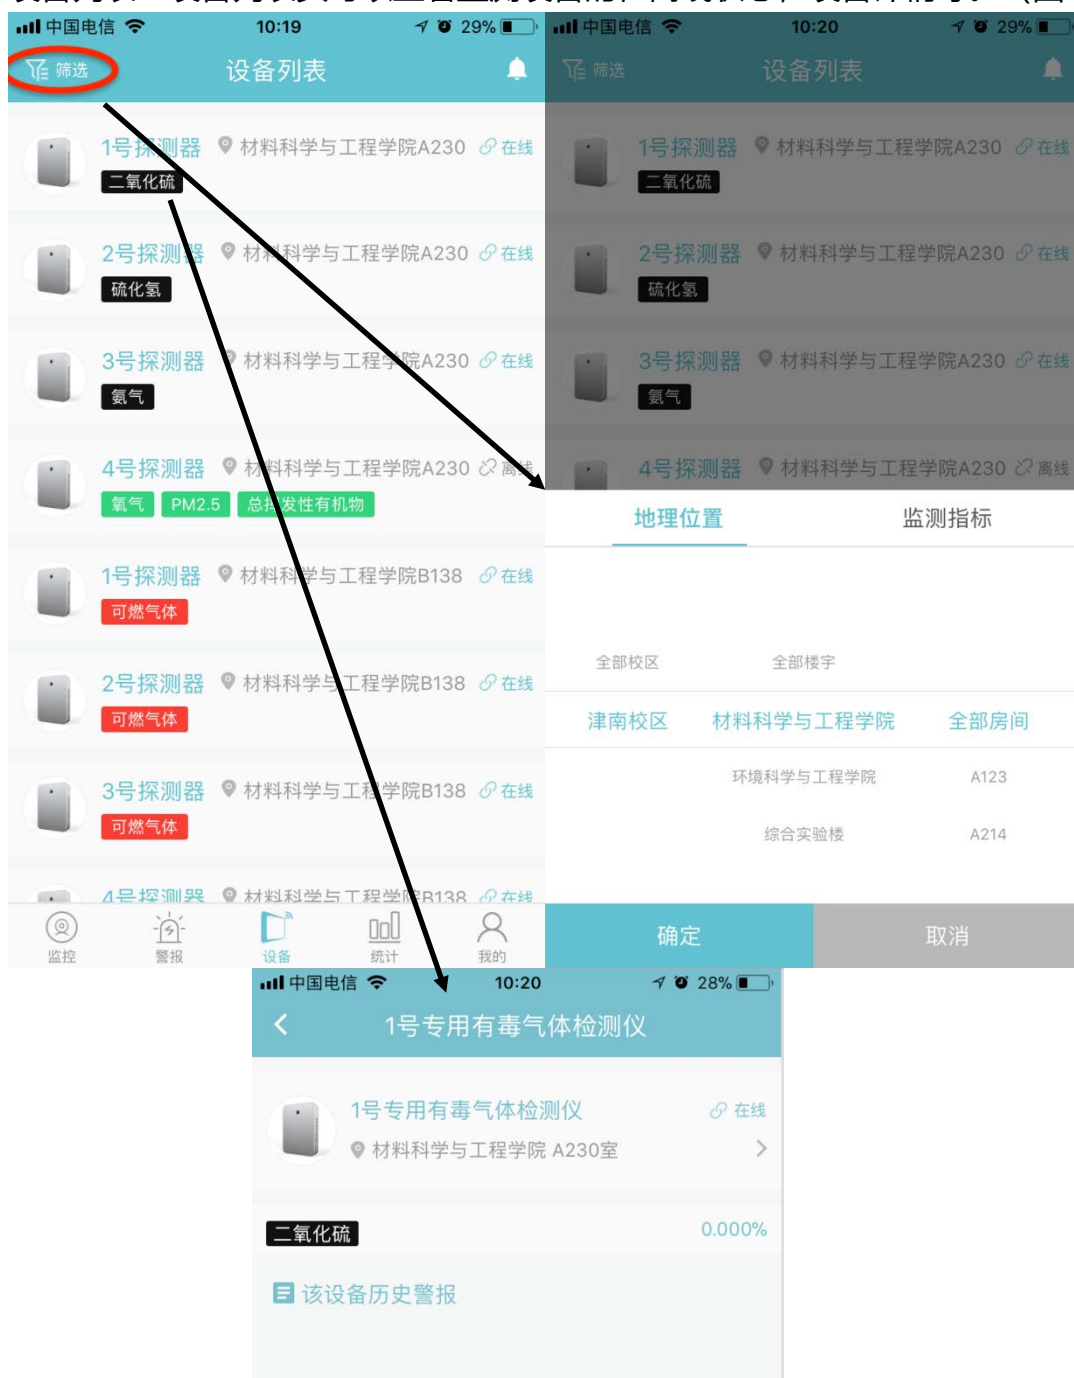 中国电信 10:19 29%
筛选 设备列表
1号探测器 材料科学与工程学院A230 在线
二氧化硫
2号探测器 材料科学与工程学院A230 在线
硫化氢
3号探测器 材料科学与工程学院A230 在线
氨气
4号探测器 材料科学与工程学院A230 离线
氧气 PM2.5 总挥发性有机物
1号探测器 材料科学与工程学院B138 在线
可燃气体
2号探测器 材料科学与工程学院B138 在线
可燃气体
3号探测器 材料科学与工程学院B138 在线
可燃气体
4号探测器 材料科学与工程学院B138 在线
监控 警报 设备 统计 我的
中国电信 10:20 29%
筛选 设备列表
1号探测器 材料科学与工程学院A230 在线
二氧化硫
2号探测器 材料科学与工程学院A230 在线
硫化氢
3号探测器 材料科学与工程学院A230 在线
氨气
4号探测器 材料科学与工程学院A230 离线
地理位置 监测指标
全部校区 全部楼宇
津南校区 材料科学与工程学院 全部房间
环境科学与工程学院 A123
综合实验楼 A214
确定 取消
中国电信 10:20 28%
1号专用有毒气体检测仪
1号专用有毒气体检测仪 在线
材料科学与工程学院 A230室
二氧化硫 0.000%
该设备历史警报